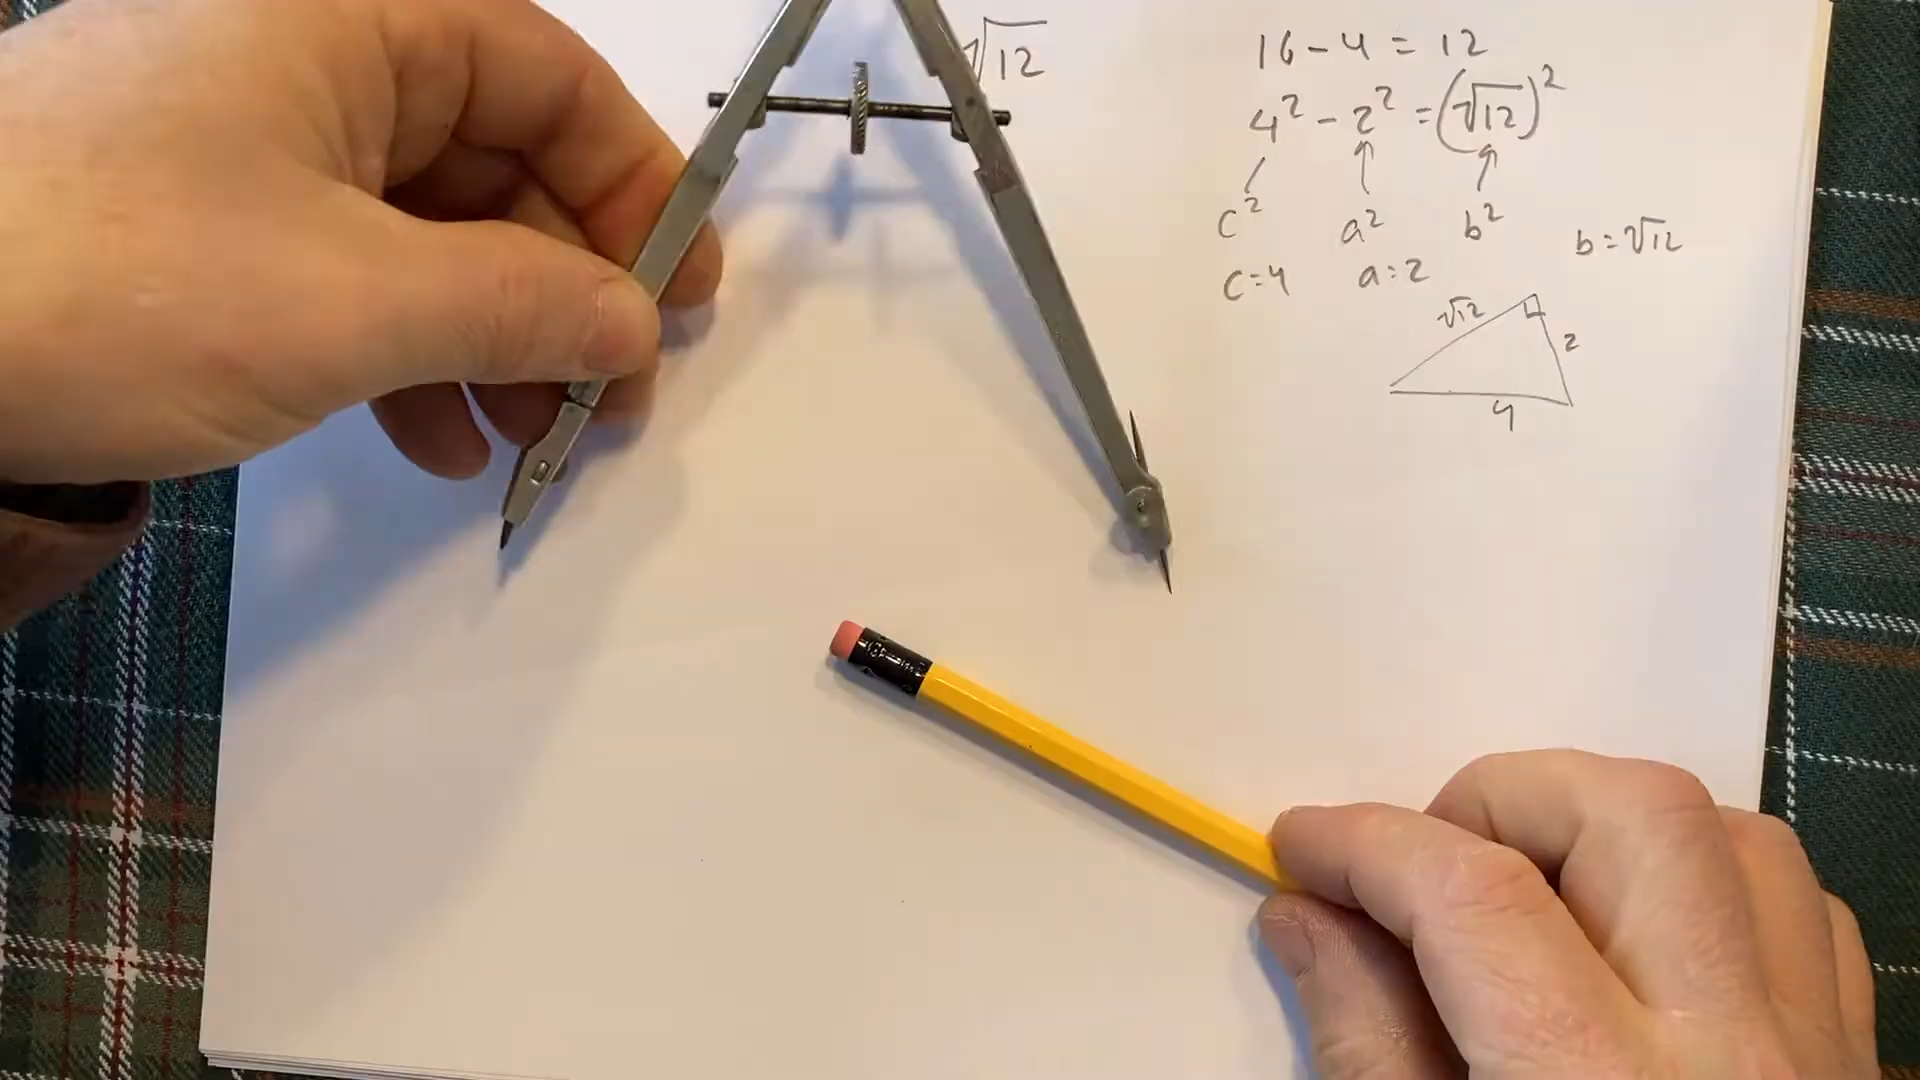 √12
16 - 4 = 12
4² - 2² = (√12)²
c² a² b²
b = √12
c = 4 a = 2
√12
2
4